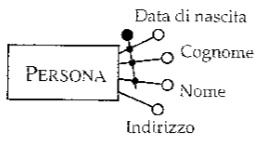 Data di nascita
Cognome
PERSONA
Nome
Indirizzo